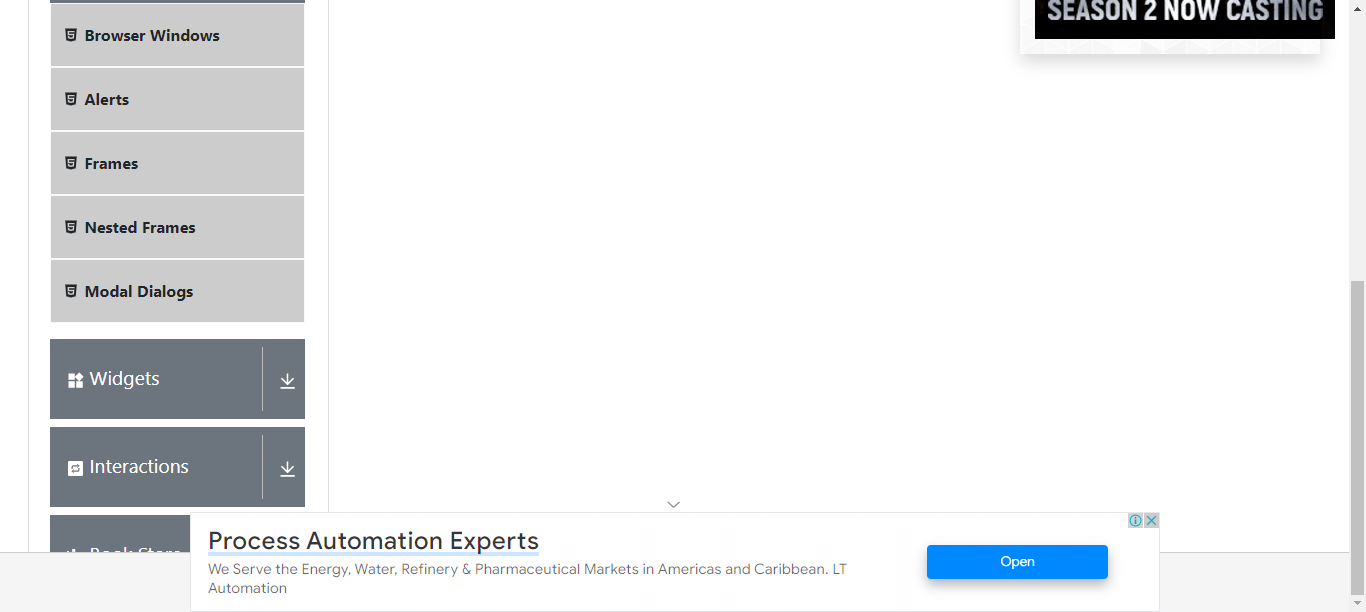 SEASON 2 NOW CASTING
Browser Windows
Alerts
Frames
Nested Frames
Modal Dialogs
Widgets
Interactions
Book Store
Process Automation Experts
We Serve the Energy, Water, Refinery & Pharmaceutical Markets in Americas and Caribbean. LT
Automation
Open